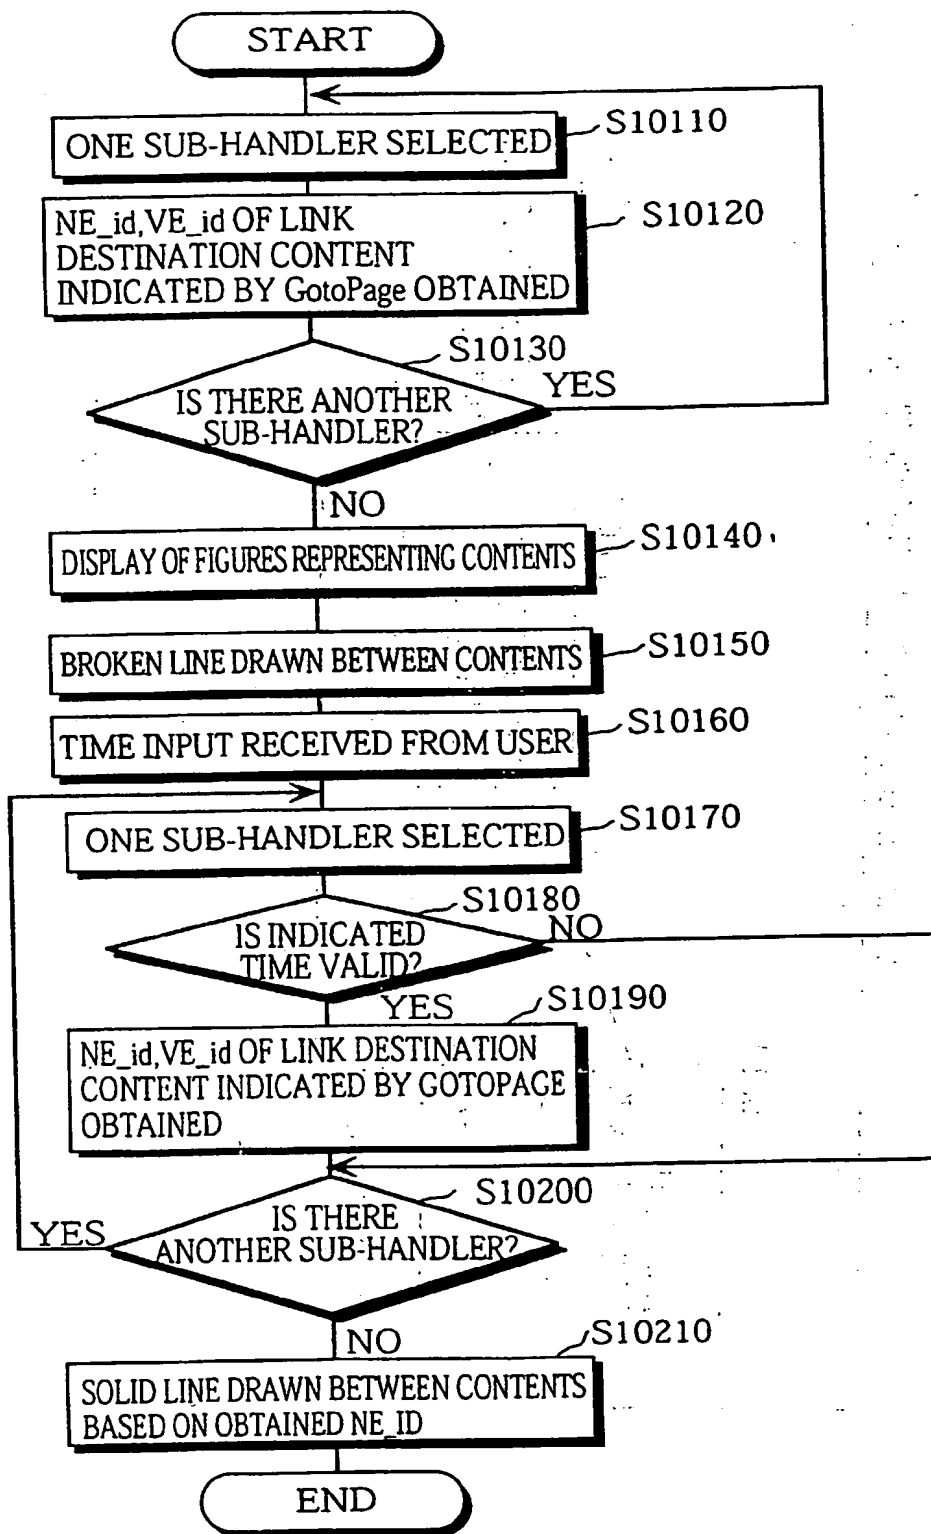 START
ONE SUB-HANDLER SELECTED
S10110
NE_id,VE_id OF LINK
DESTINATION CONTENT
INDICATED BY GotoPage OBTAINED
S10120
S10130
IS THERE ANOTHER
SUB-HANDLER?
YES
NO
DISPLAY OF FIGURES REPRESENTING CONTENTS
S10140
BROKEN LINE DRAWN BETWEEN CONTENTS
S10150
TIME INPUT RECEIVED FROM USER
S10160
ONE SUB-HANDLER SELECTED
S10170
S10180
IS INDICATED
TIME VALID?
NO
YES
S10190
NE_id,VE_id OF LINK DESTINATION
CONTENT INDICATED BY GOTOPAGE
OBTAINED
S10200
IS THERE
ANOTHER SUB-HANDLER?
YES
NO
S10210
SOLID LINE DRAWN BETWEEN CONTENTS
BASED ON OBTAINED NE_ID
END